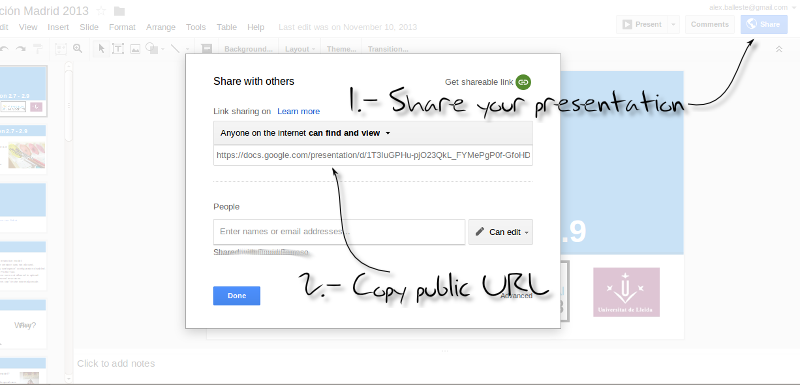 ción Madrid 2013
alex.balleste@gmail.com
dit View Insert Slide Format Arrange Tools Table Help Last edit was on November 10, 2013
Present Comments Share
Background... Layout Theme... Transition...
Share with others
Get shareable link
1.- Share your presentation
Link sharing on Learn more
Anyone on the internet can find and view
https://docs.google.com/presentation/d/1T3IuGPHu-pjO23QkL_FYMePgP0f-GfoHD
People
Enter names or email addresses...
Can edit
Shared
2.- Copy public URL
Done
Advanced
.9
Universitat de Lleida
Why?
Click to add notes